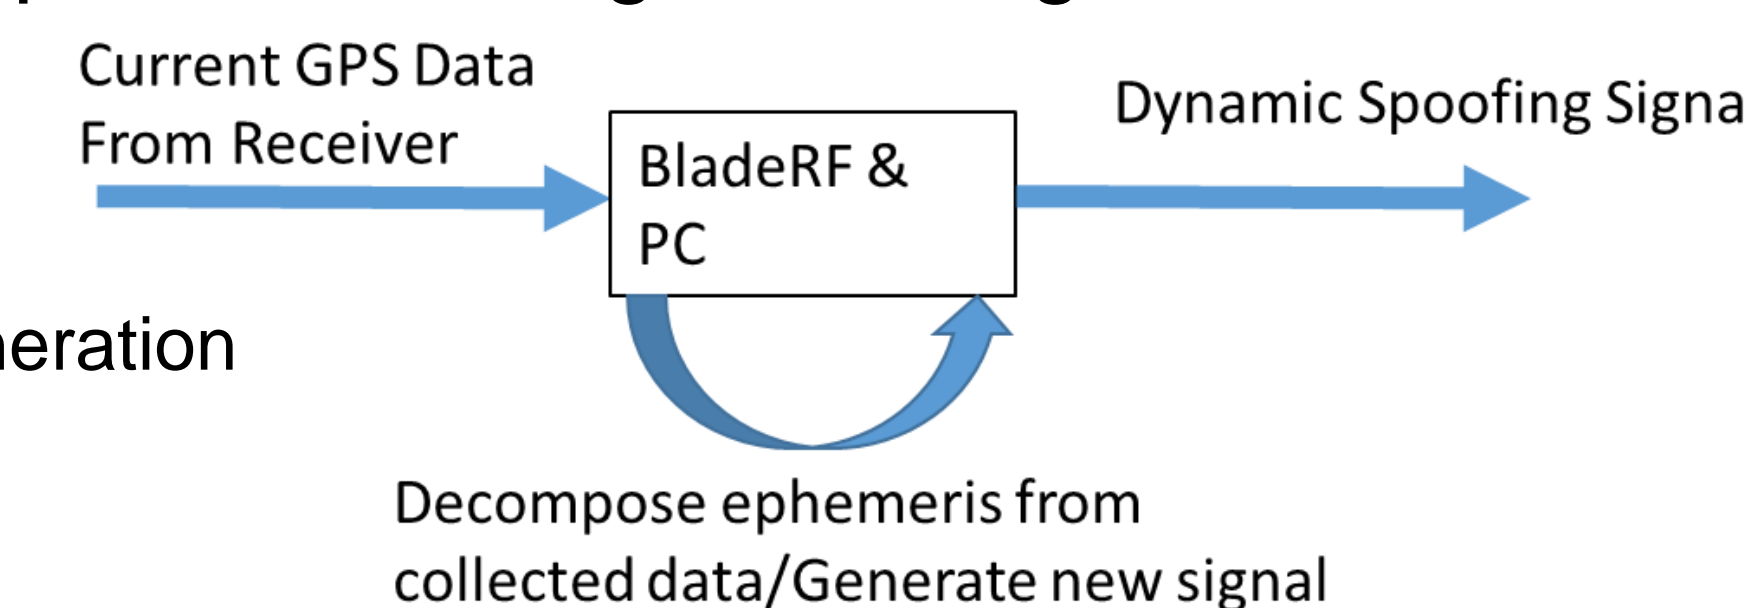 Current GPS Data
From Receiver
Dynamic Spoofing Signa
BladeRF &
PC
neration
Decompose ephemeris from
collected data/Generate new signal